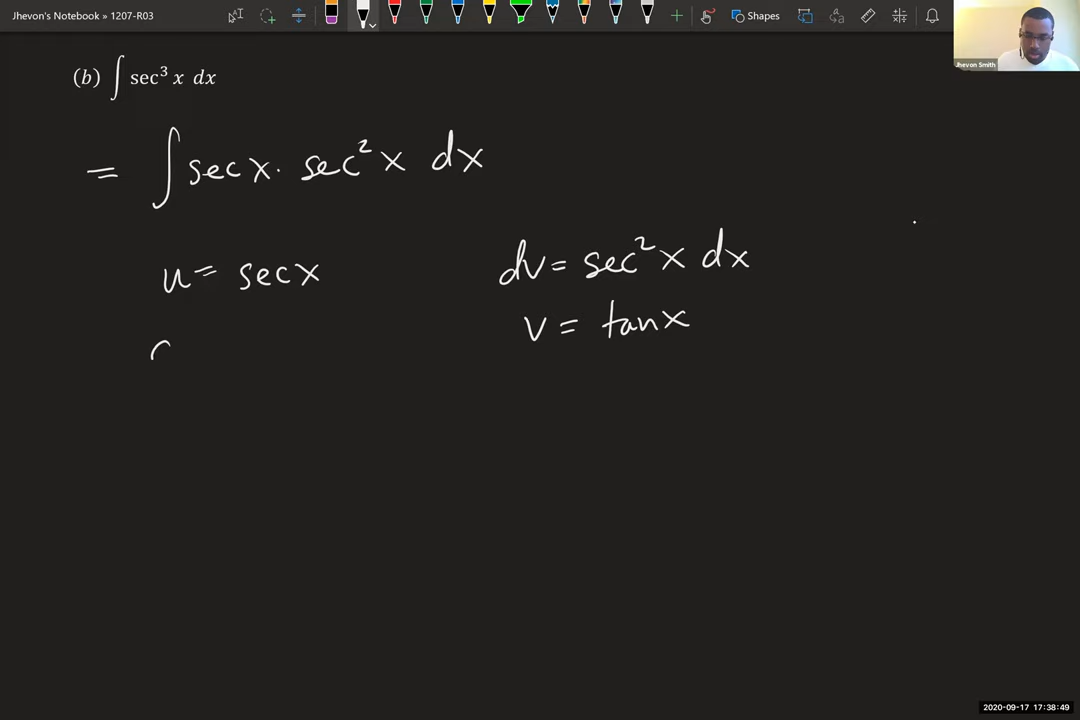 Jhevon's Notebook » 1207-R03
Shapes
Jhevon Smith
(b) ∫ sec³ x dx
= ∫ sec x · sec² x dx
u = sec x
dv = sec² x dx
v = tan x
2020-09-17 17:38:49